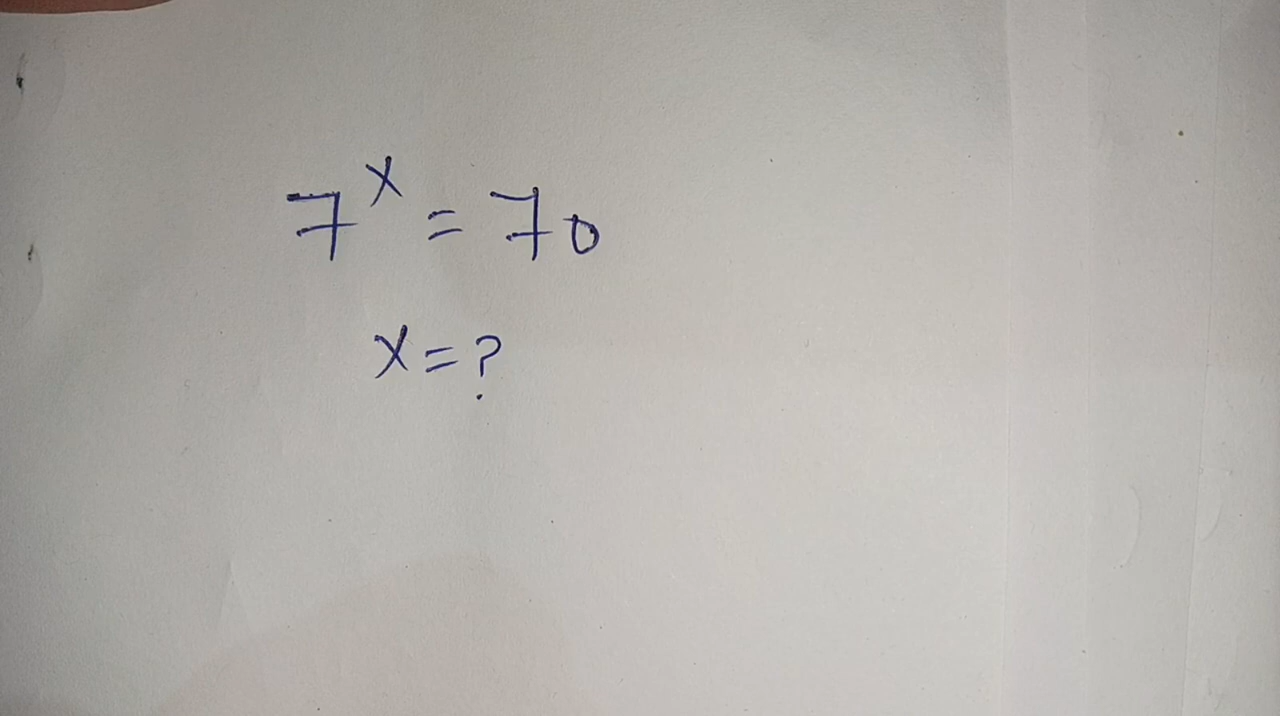 7^x = 70
x = ?